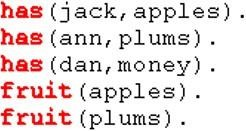 has(jack,apples).
has(ann,plums).
has(dan,money).
fruit(apples).
fruit(plums).